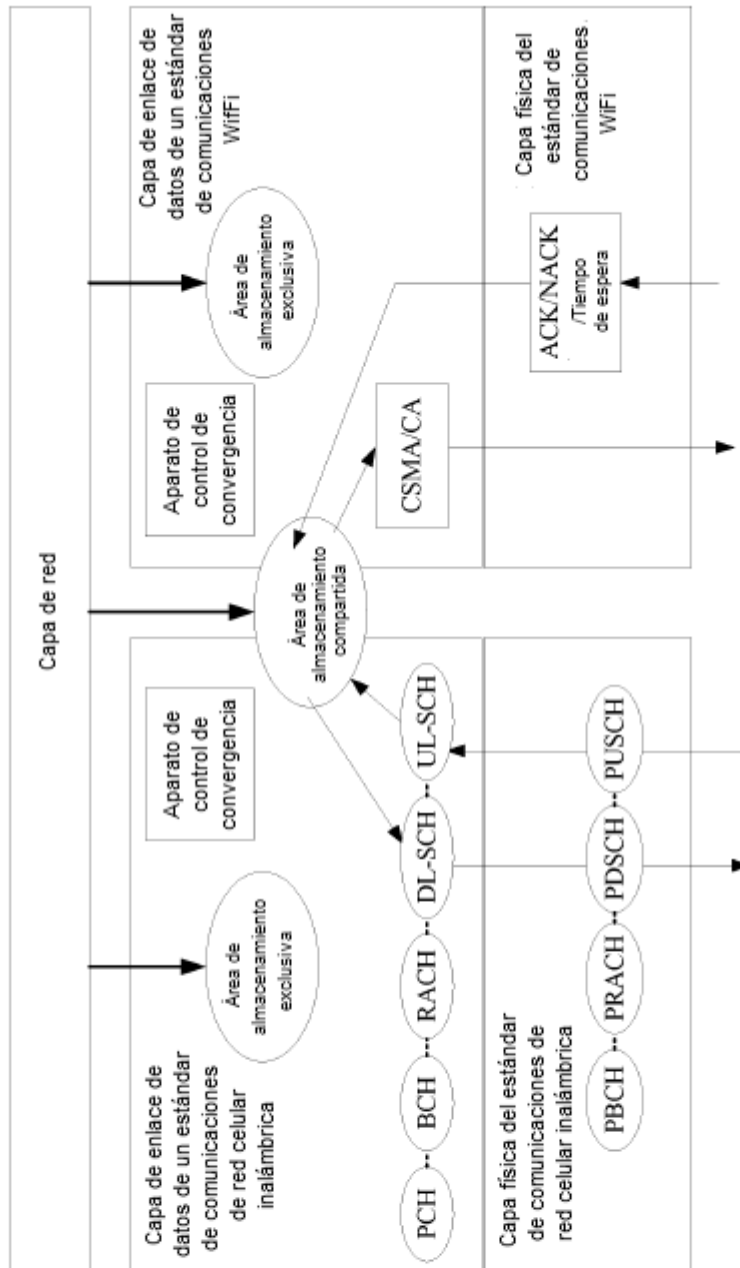 Capa de red
Capa de enlace de
datos de un estándar
de comunicaciones
de red celular
inalámbrica
Área de
almacenamiento
exclusiva
Aparato de
control de
convergencia
Área de
almacenamiento
compartida
Aparato de
control de
convergencia
Área de
almacenamiento
exclusiva
Capa de enlace de
datos de un estándar
de comunicaciones
WifFi
PCH
BCH
RACH
DL-SCH
UL-SCH
CSMA/CA
Capa física del estándar
de comunicaciones de
red celular inalámbrica
PBCH
PRACH
PDSCH
PUSCH
ACK/NACK
/Tiempo
de espera
Capa física del
estándar de
comunicaciones.
WiFi